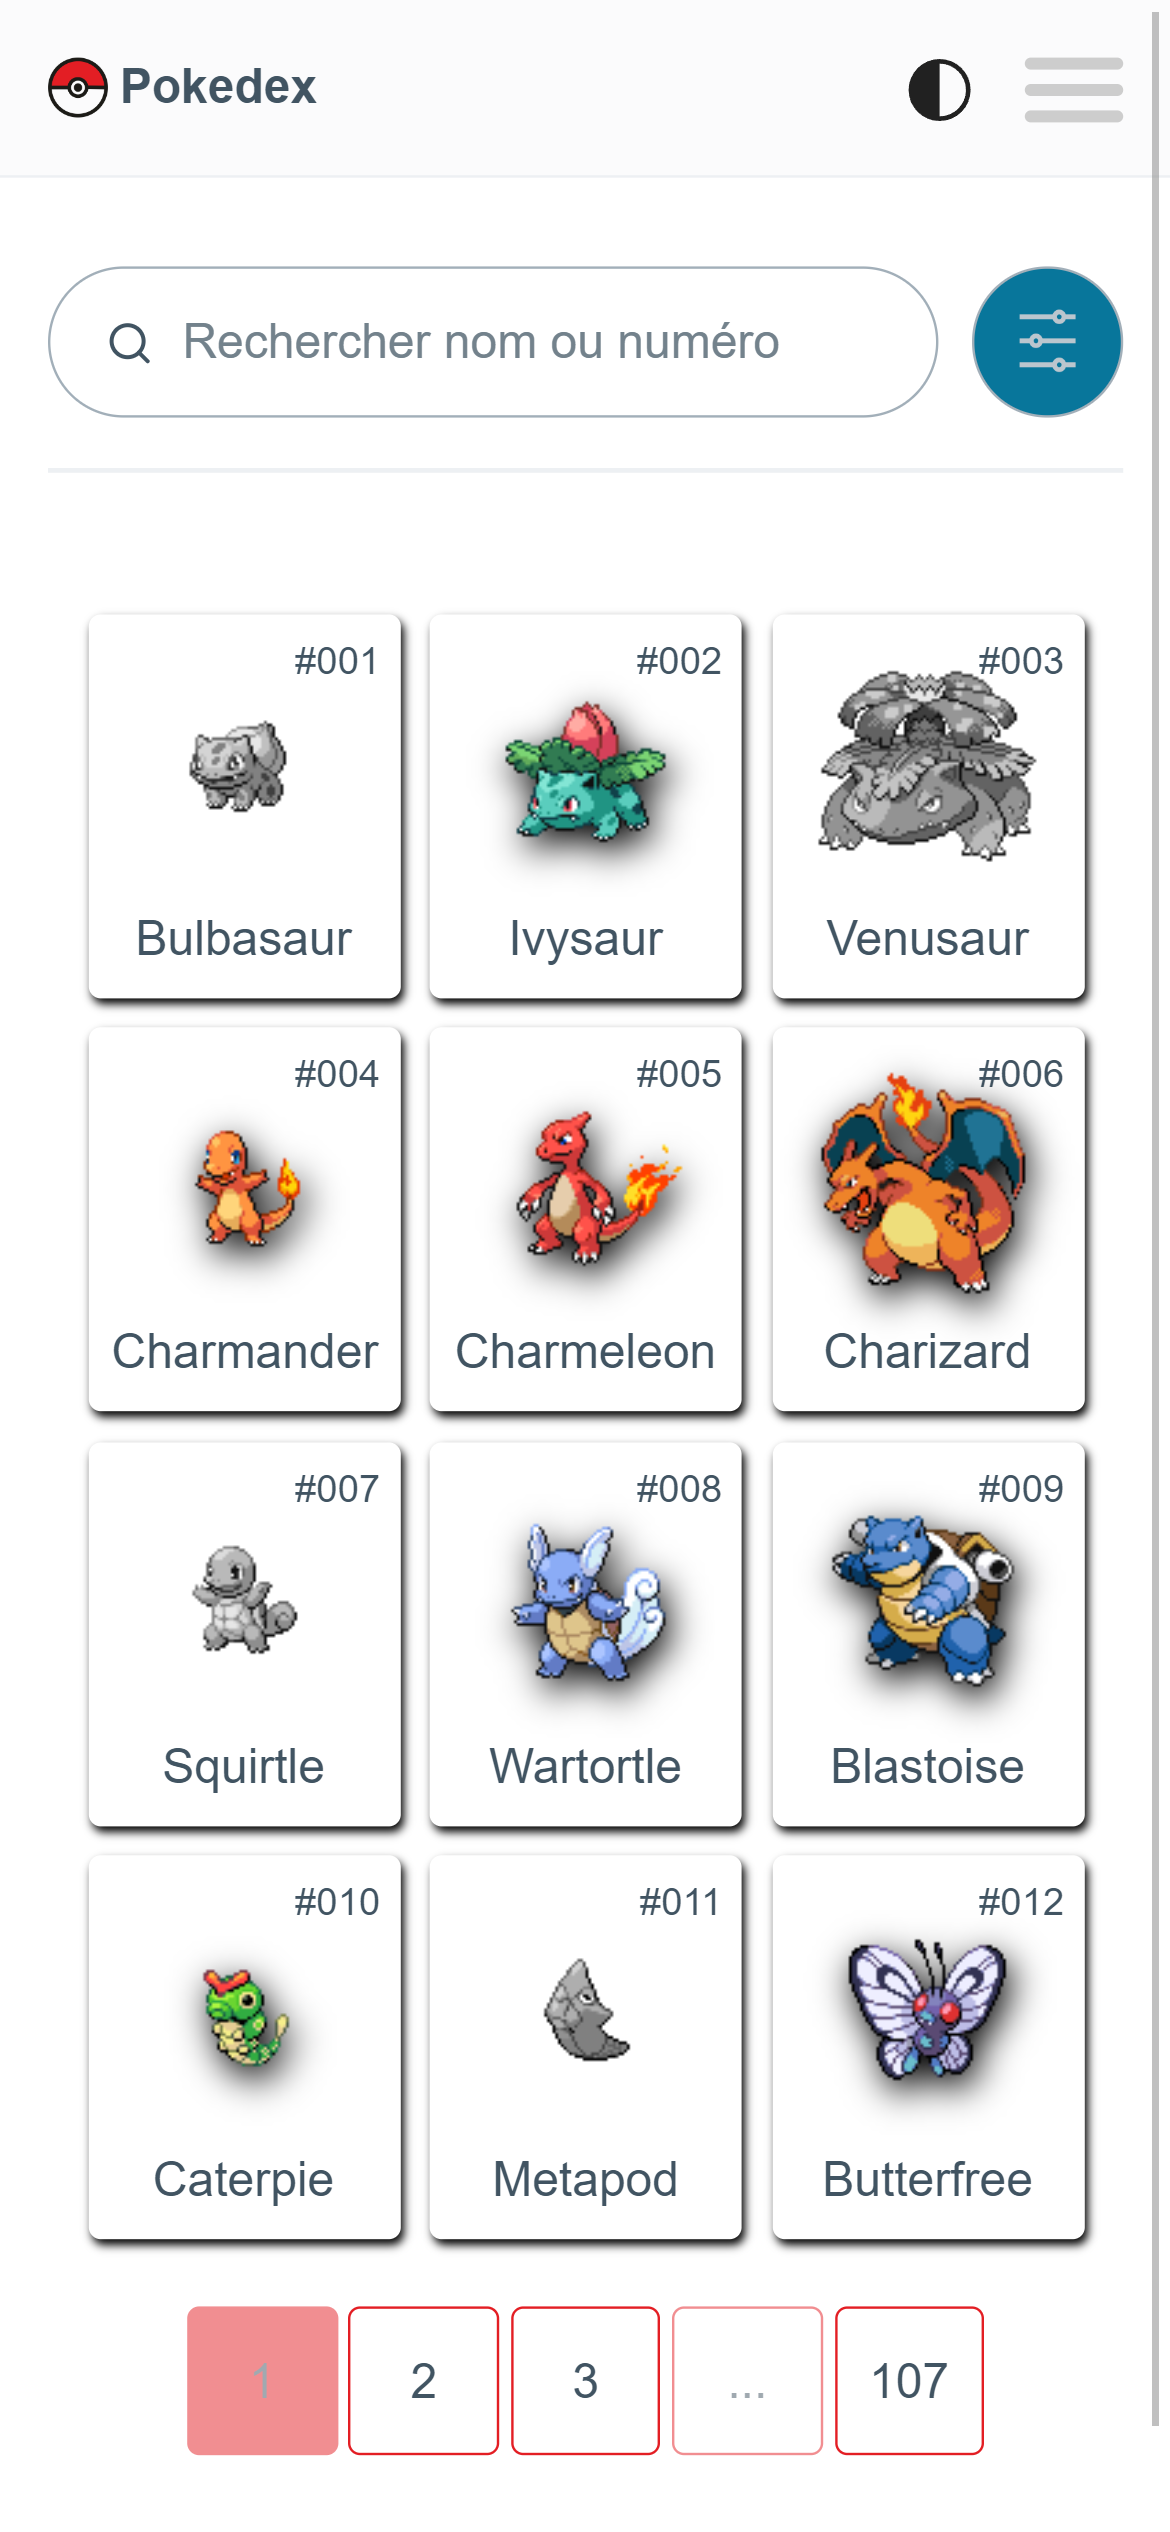 Pokedex
Rechercher nom ou numéro
#001
#002
#003
Bulbasaur
Ivysaur
Venusaur
#004
#005
#006
Charmander
Charmeleon
Charizard
#007
#008
#009
Squirtle
Wartortle
Blastoise
#010
#011
#012
Caterpie
Metapod
Butterfree
1 2 3 ... 107